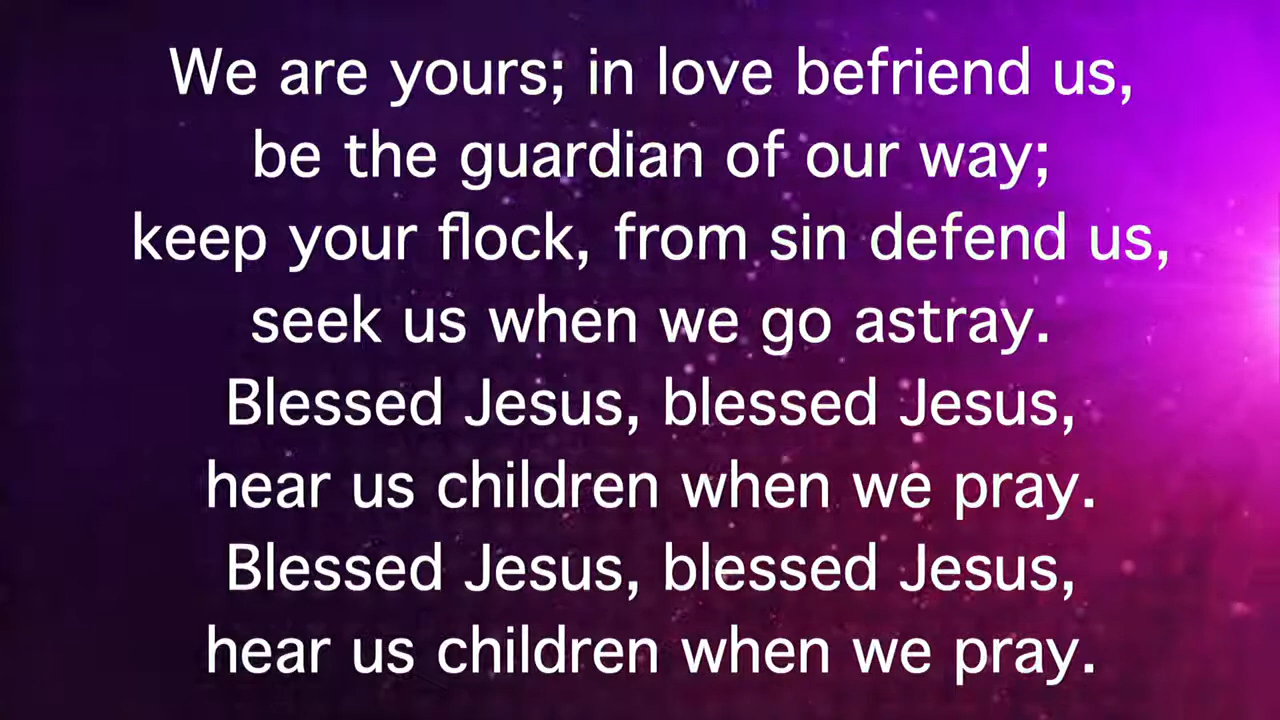 We are yours; in love befriend us,
be the guardian of our way;
keep your flock, from sin defend us,
seek us when we go astray.
Blessed Jesus, blessed Jesus,
hear us children when we pray.
Blessed Jesus, blessed Jesus,
hear us children when we pray.